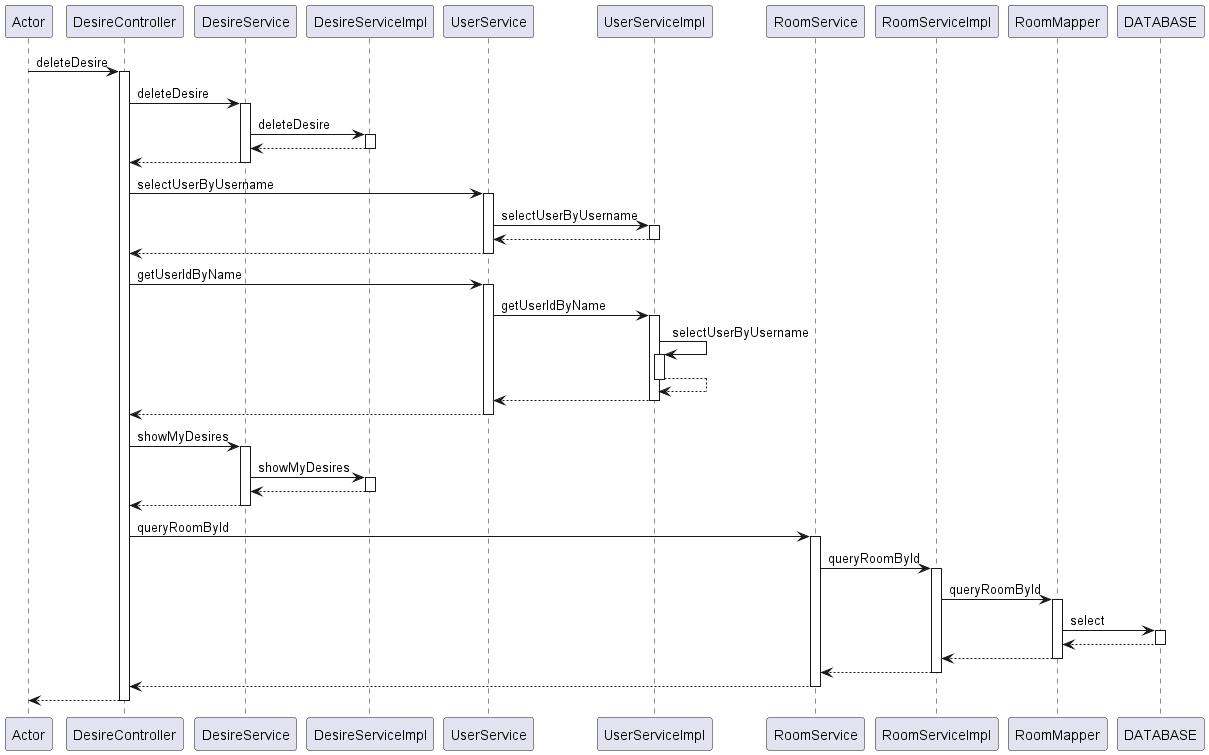 Actor DesireController DesireService DesireServiceImpl UserService UserServiceImpl RoomService RoomServiceImpl RoomMapper DATABASE
deleteDesire
deleteDesire
deleteDesire
selectUserByUsername
selectUserByUsername
getUserIdByName
getUserIdByName
selectUserByUsername
showMyDesires
showMyDesires
queryRoomById
queryRoomById
queryRoomById
select
Actor DesireController DesireService DesireServiceImpl UserService UserServiceImpl RoomService RoomServiceImpl RoomMapper DATABASE